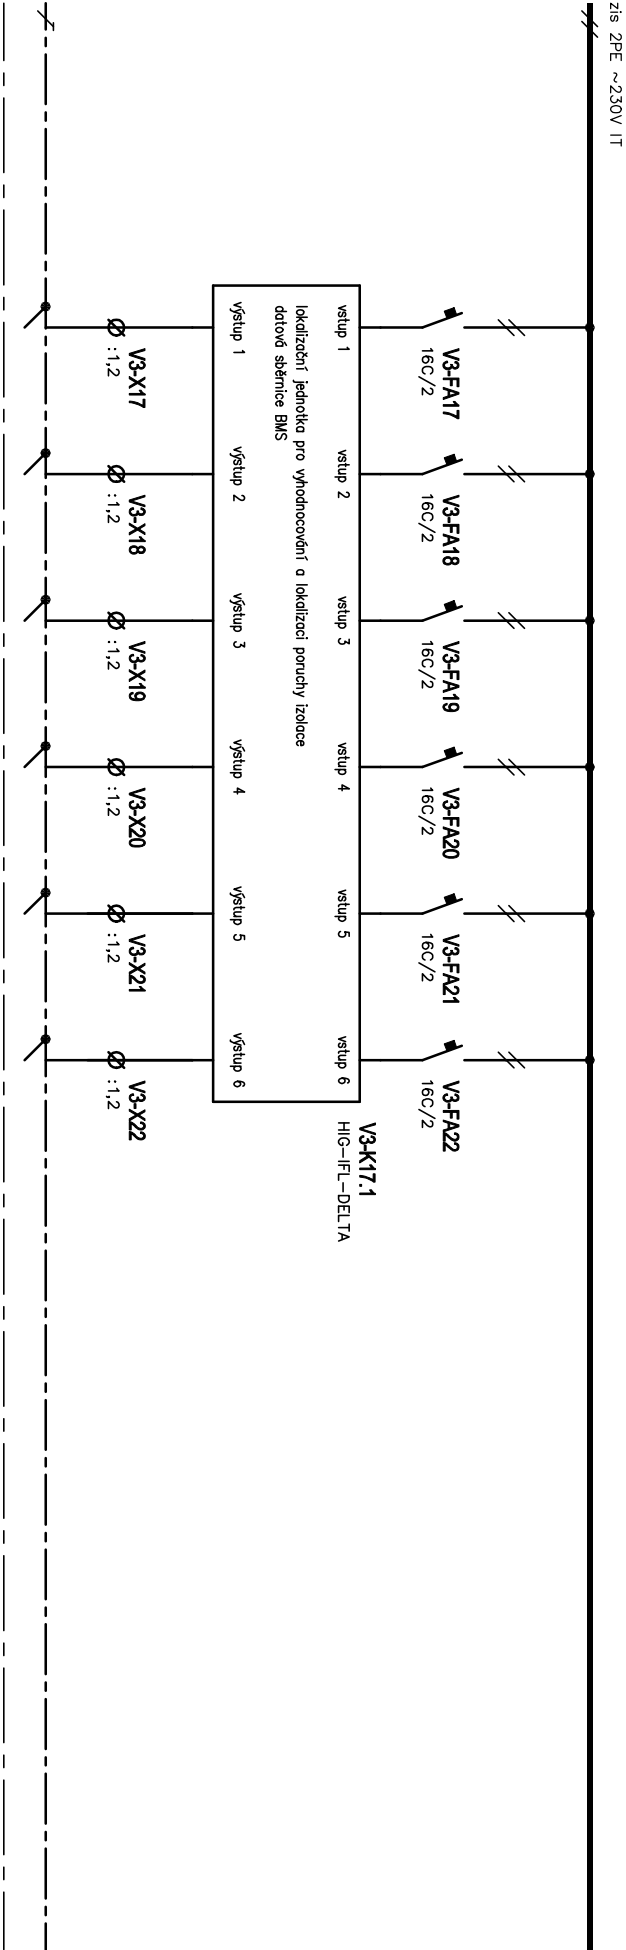 zis 2PE ~230V IT
V3-FA17
16C/2
V3-FA18
16C/2
V3-FA19
16C/2
V3-FA20
16C/2
V3-FA21
16C/2
V3-FA22
16C/2
V3-K17.1
HIG-IFL-DELTA
vstup 1
vstup 2
vstup 3
vstup 4
vstup 5
vstup 6
lokalizační jednotka pro vyhodnocování a lokalizaci poruchy izolace
datová sběrnice BMS
výstup 1
výstup 2
výstup 3
výstup 4
výstup 5
výstup 6
V3-X17
:1,2
V3-X18
:1,2
V3-X19
:1,2
V3-X20
:1,2
V3-X21
:1,2
V3-X22
:1,2